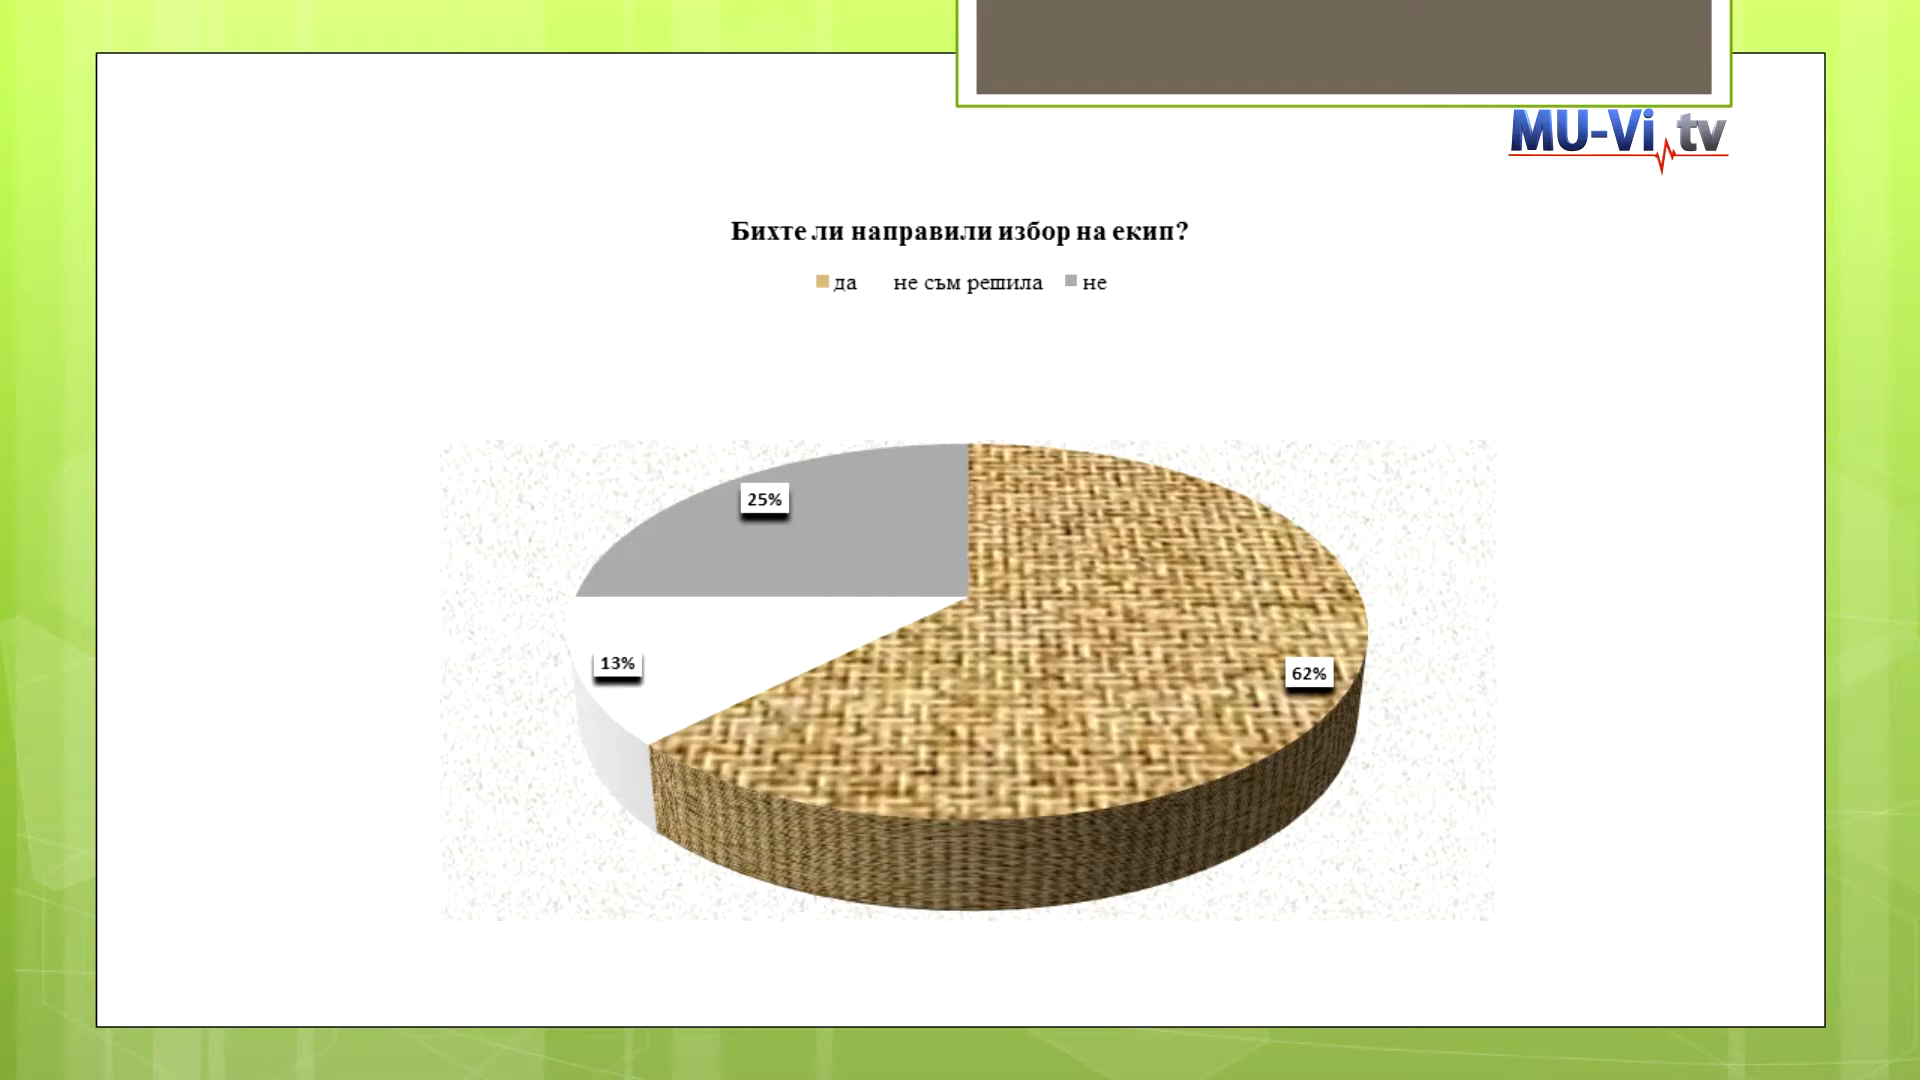 MU-Vi tv
Бихте ли направили избор на екип?
да не съм решила не
25%
13%
62%